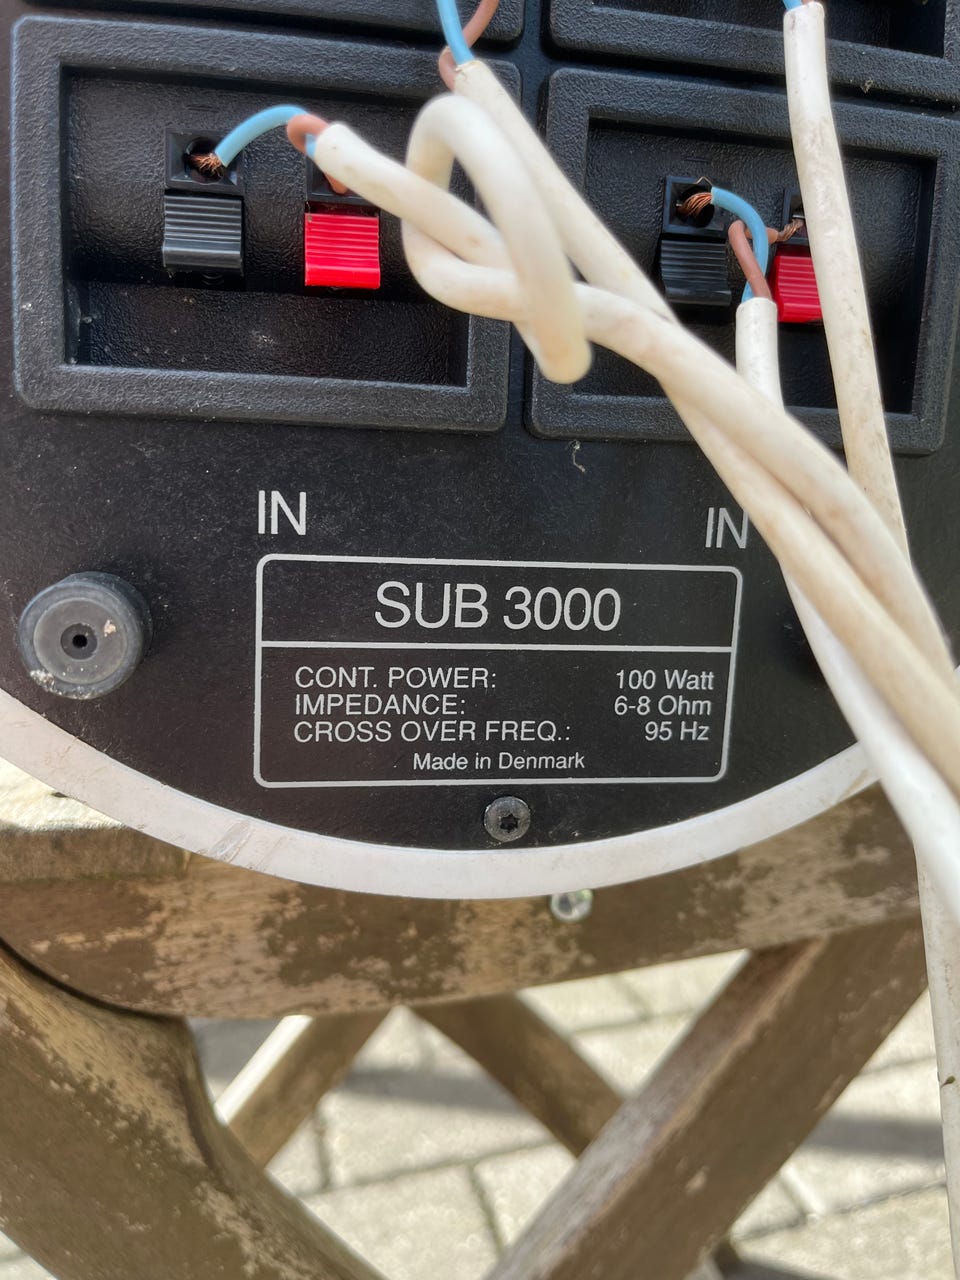 IN
IN
SUB 3000
CONT. POWER: 100 Watt
IMPEDANCE: 6-8 Ohm
CROSS OVER FREQ.: 95 Hz
Made in Denmark